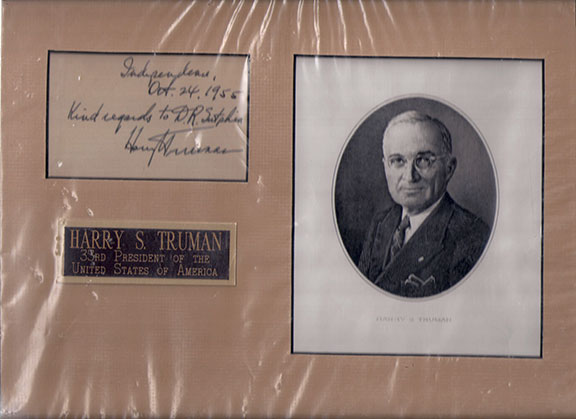 Independence,
Oct. 24, 1955
Kind regards to D.R. Sutphin
Harry S Truman
HARRY S. TRUMAN
33RD PRESIDENT OF THE
UNITED STATES OF AMERICA
HARRY S TRUMAN